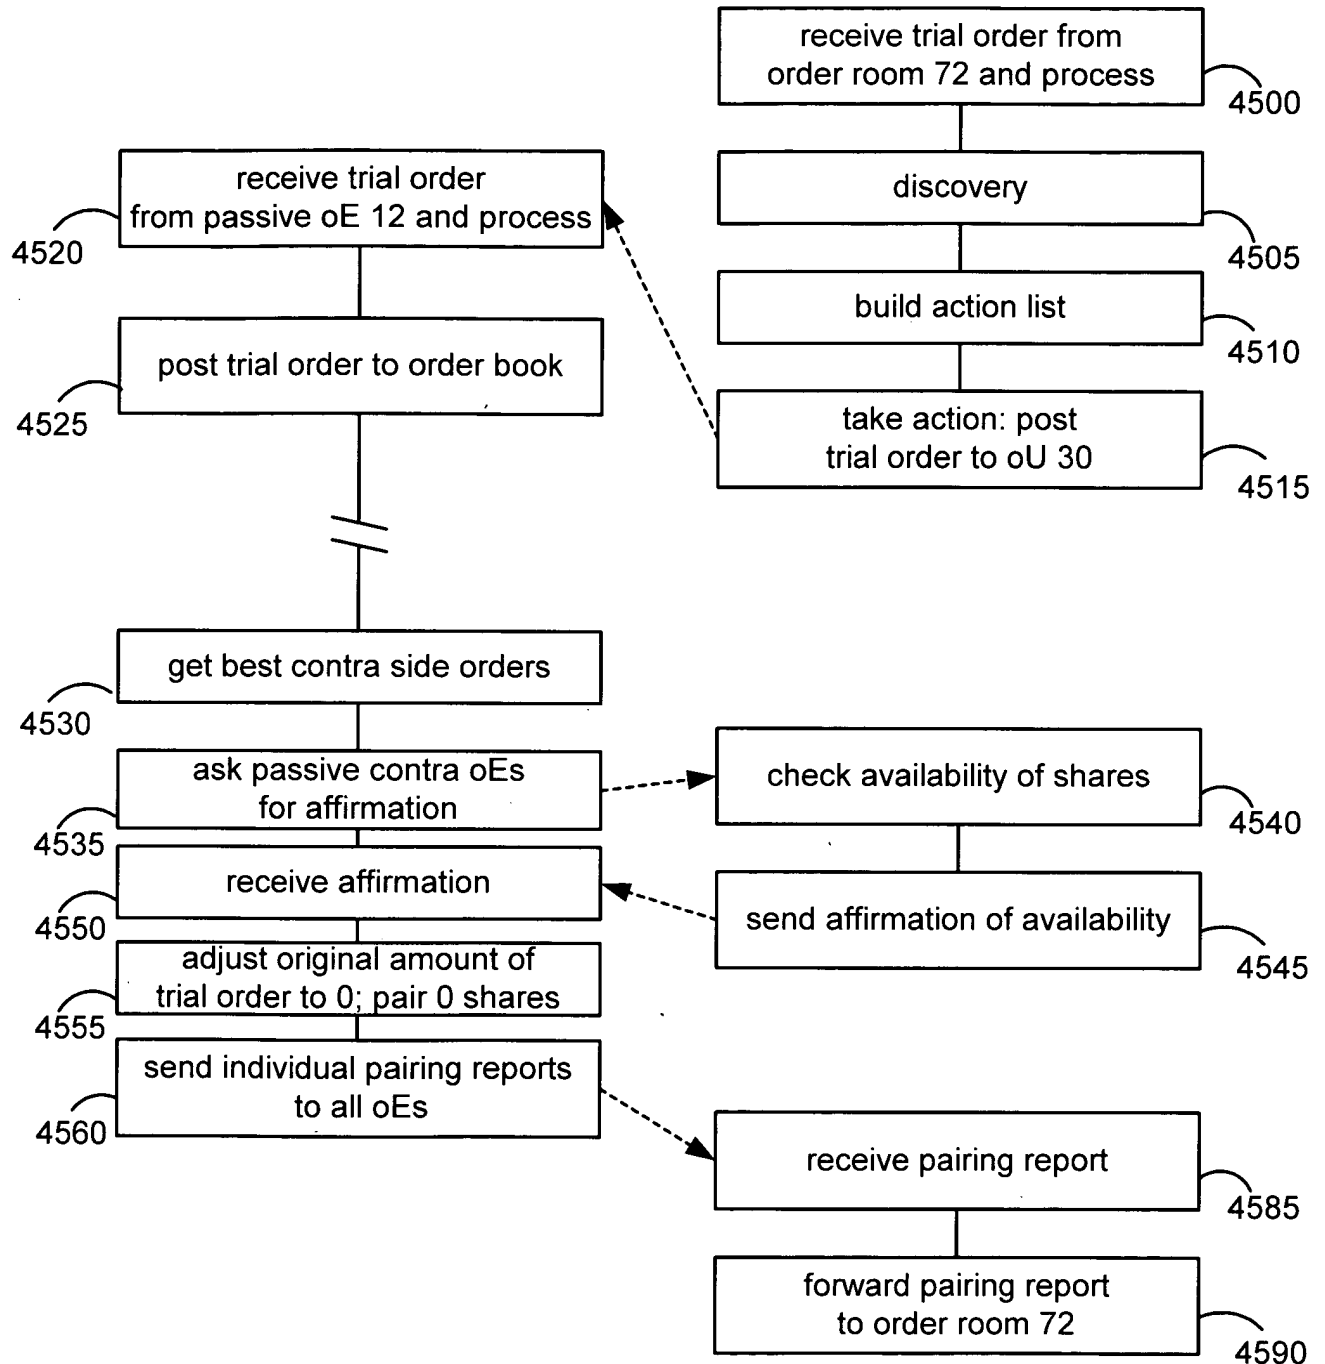 receive trial order from
order room 72 and process
4500
discovery
4505
build action list
4510
take action: post
trial order to oU 30
4515
receive trial order
from passive oE 12 and process
4520
post trial order to order book
4525
get best contra side orders
4530
ask passive contra oEs
for affirmation
4535
check availability of shares
4540
send affirmation of availability
4545
receive affirmation
4550
adjust original amount of
trial order to 0; pair 0 shares
4555
send individual pairing reports
to all oEs
4560
receive pairing report
4585
forward pairing report
to order room 72
4590